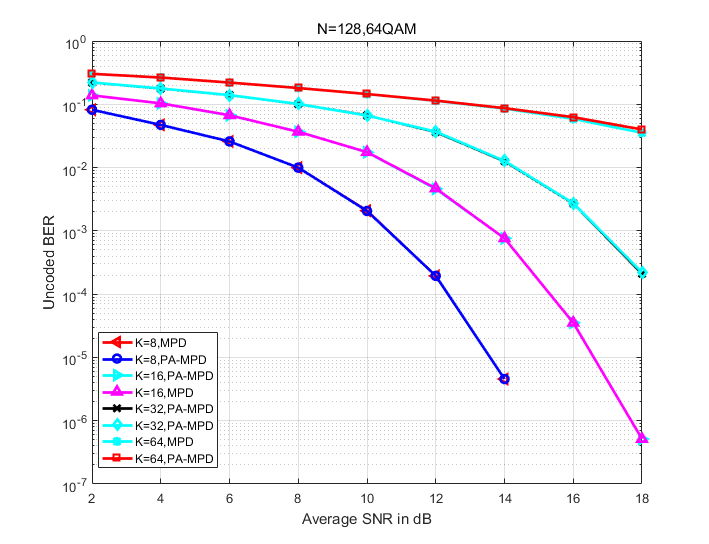 N=128,64QAM
10^0
10^-1
10^-2
10^-3
10^-4
10^-5
10^-6
10^-7
Uncoded BER
K=8,MPD
K=8,PA-MPD
K=16,PA-MPD
K=16,MPD
K=32,PA-MPD
K=32,PA-MPD
K=64,MPD
K=64,PA-MPD
2 4 6 8 10 12 14 16 18
Average SNR in dB